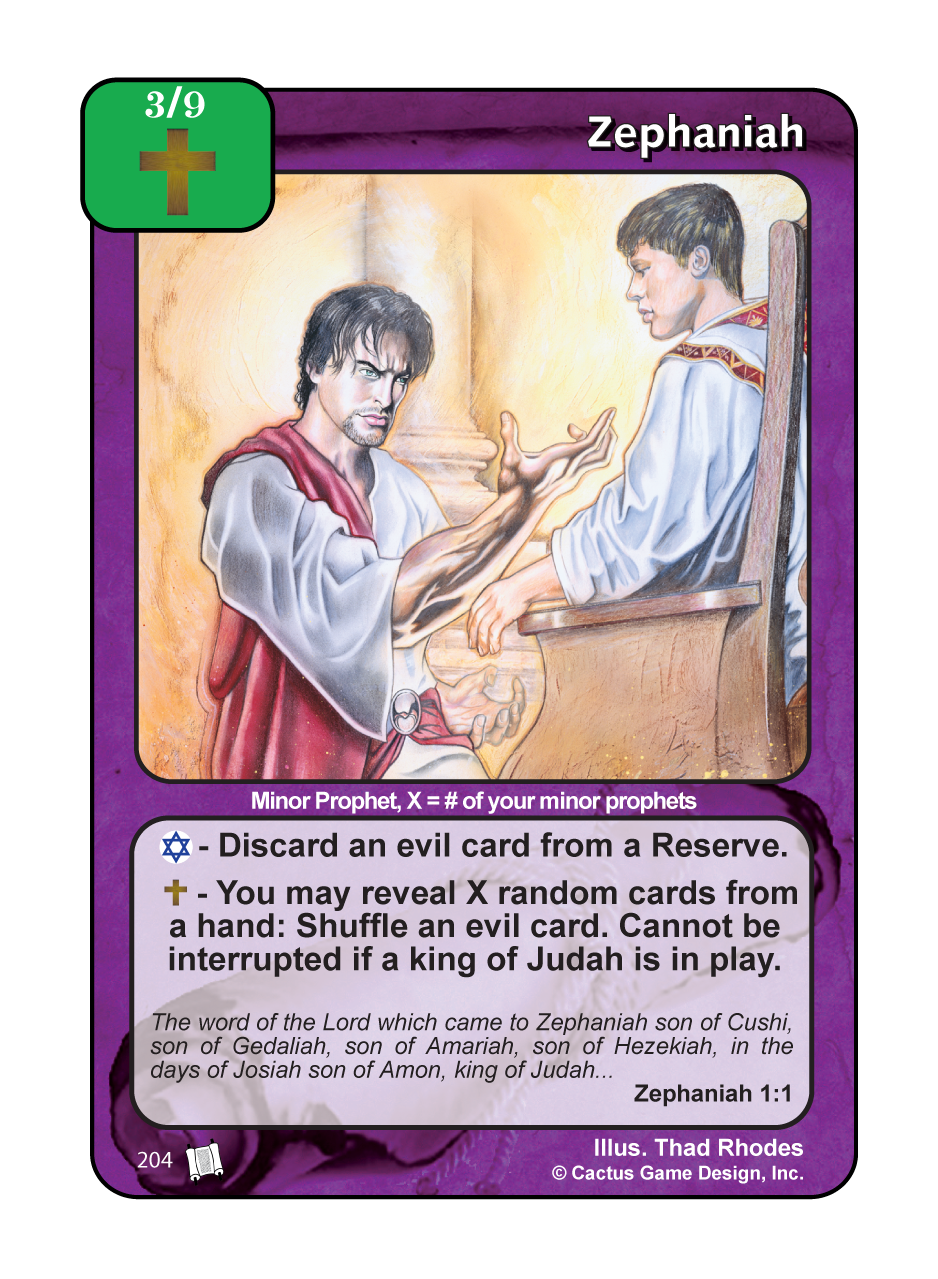 3/9
Zephaniah
Minor Prophet, X = # of your minor prophets
- Discard an evil card from a Reserve.
- You may reveal X random cards from
a hand: Shuffle an evil card. Cannot be
interrupted if a king of Judah is in play.
The word of the Lord which came to Zephaniah son of Cushi,
son of Gedaliah, son of Amariah, son of Hezekiah, in the
days of Josiah son of Amon, king of Judah...
Zephaniah 1:1
204
Illus. Thad Rhodes
© Cactus Game Design, Inc.